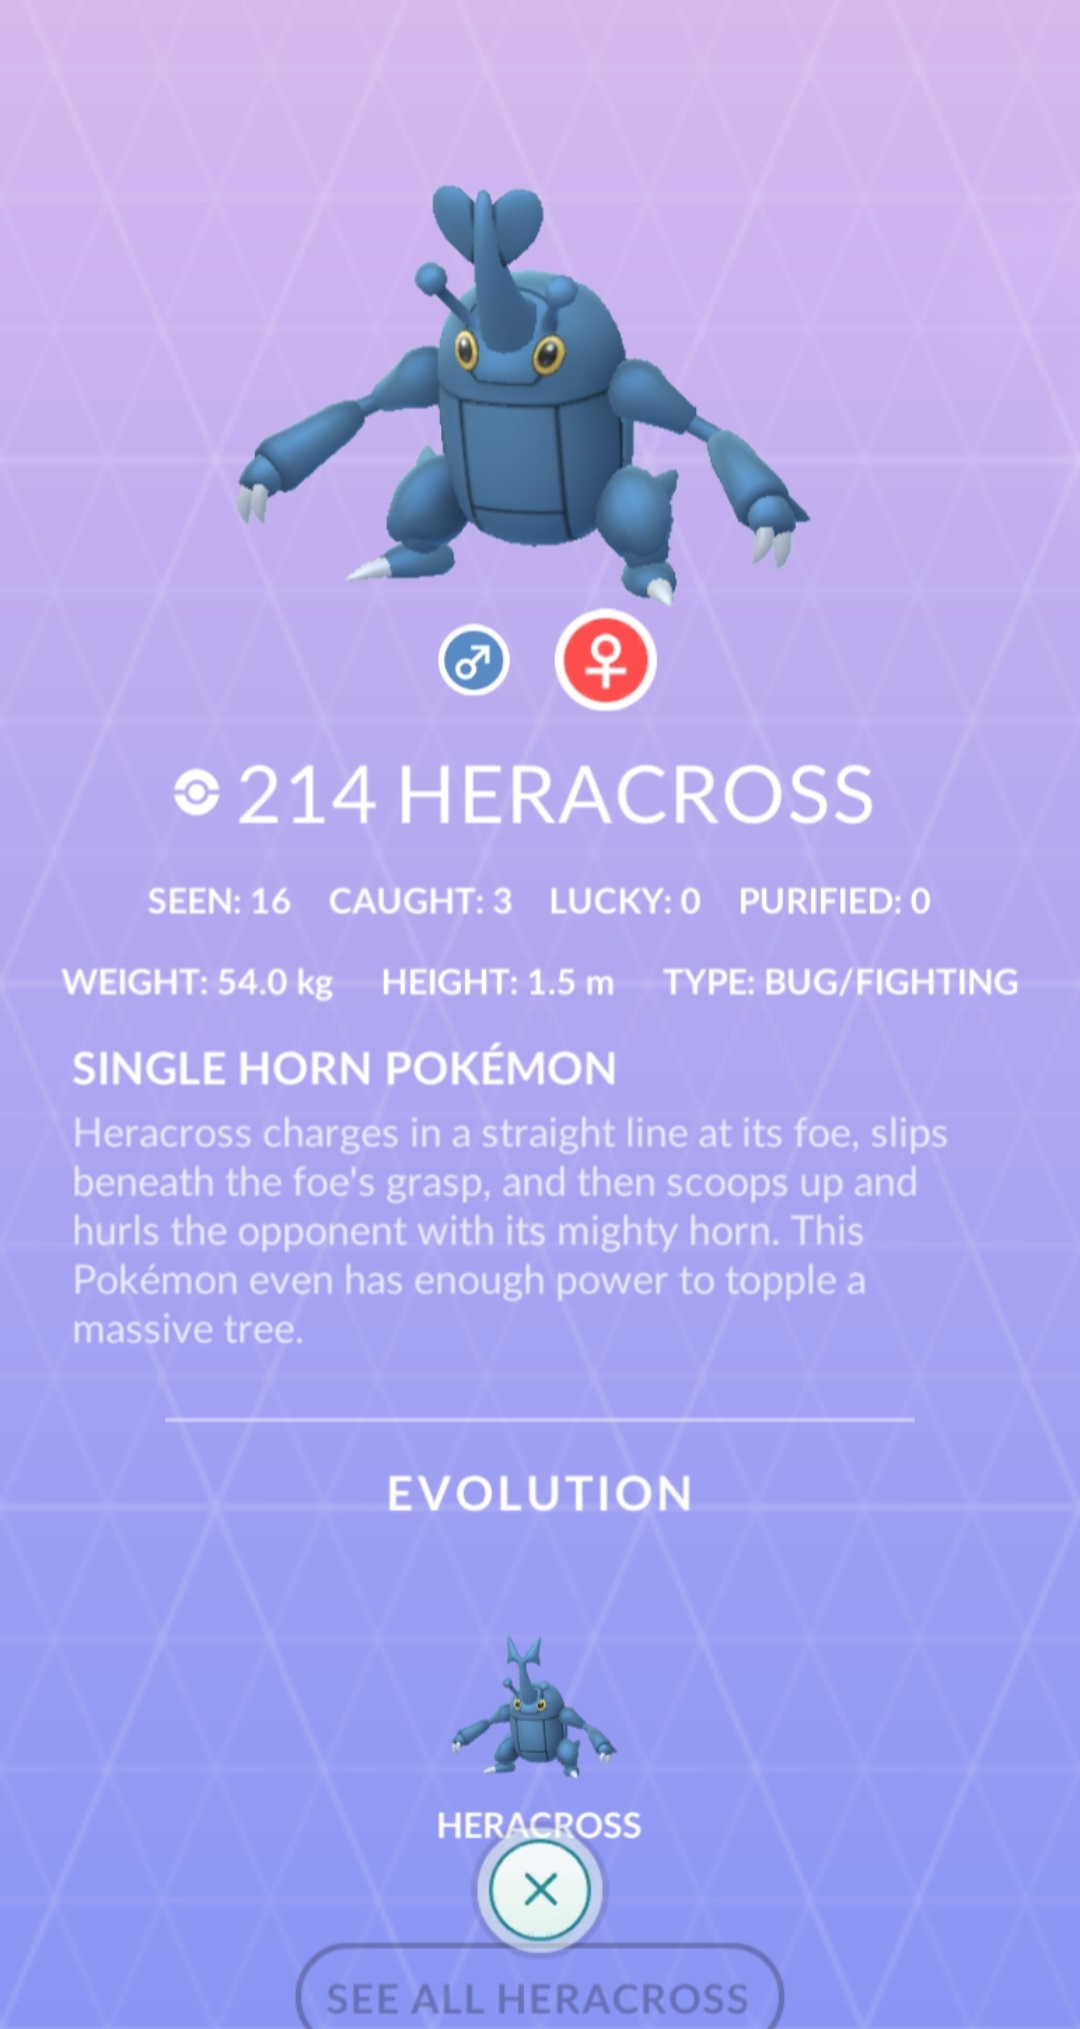 214 HERACROSS
SEEN: 16 CAUGHT: 3 LUCKY: 0 PURIFIED: 0
WEIGHT: 54.0 kg HEIGHT: 1.5 m TYPE: BUG/FIGHTING
SINGLE HORN POKÉMON
Heracross charges in a straight line at its foe, slips
beneath the foe's grasp, and then scoops up and
hurls the opponent with its mighty horn. This
Pokémon even has enough power to topple a
massive tree.
EVOLUTION
HERACROSS
SEE ALL HERACROSS